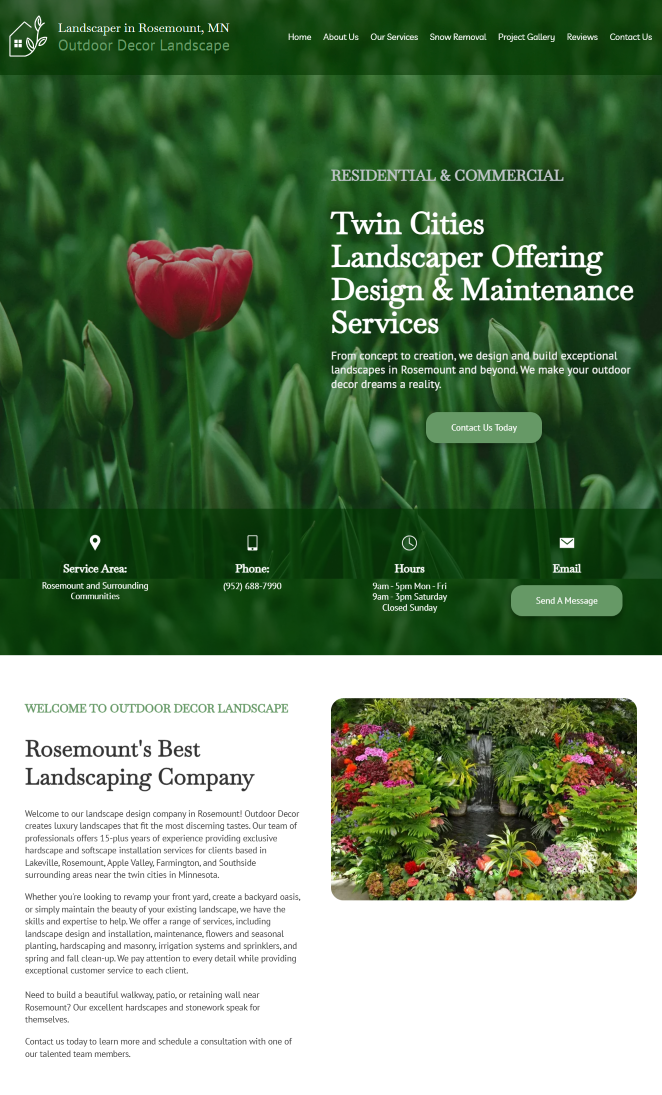 Landscaper in Rosemount, MN
Outdoor Decor Landscape
Home About Us Our Services Snow Removal Project Gallery Reviews Contact Us
RESIDENTIAL & COMMERCIAL
Twin Cities
Landscaper Offering
Design & Maintenance
Services
From concept to creation, we design and build exceptional
landscapes in Rosemount and beyond. We make your outdoor
decor dreams a reality.
Contact Us Today
Service Area:
Rosemount and Surrounding
Communities
Phone:
(952) 688-7990
Hours
9am - 5pm Mon - Fri
9am - 3pm Saturday
Closed Sunday
Email
Send A Message
WELCOME TO OUTDOOR DECOR LANDSCAPE
Rosemount's Best
Landscaping Company
Welcome to our landscape design company in Rosemount! Outdoor Decor
creates luxury landscapes that fit the most discerning tastes. Our team of
professionals offers 15-plus years of experience providing exclusive
hardscape and softscape installation services for clients based in
Lakeville, Rosemount, Apple Valley, Farmington, and Southside
surrounding areas near the twin cities in Minnesota.
Whether you're looking to revamp your front yard, create a backyard oasis,
or simply maintain the beauty of your existing landscape, we have the
skills and expertise to help. We offer a range of services, including
landscape design and installation, maintenance, flowers and seasonal
planting, hardscaping and masonry, irrigation systems and sprinklers, and
spring and fall clean-up. We pay attention to every detail while providing
exceptional customer service to each client.
Need to build a beautiful walkway, patio, or retaining wall near
Rosemount? Our excellent hardscapes and stonework speak for
themselves.
Contact us today to learn more and schedule a consultation with one of
our talented team members.